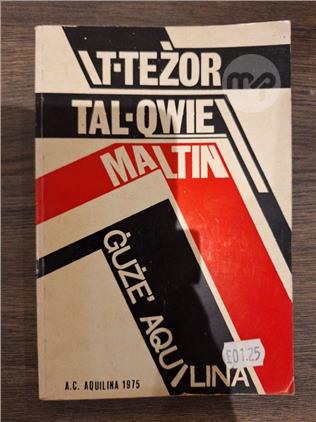 IT-TEŻOR
TAL-QWIEL
MALTIN
ĠUŻE' AQUILINA
£01.25
A.C. AQUILINA 1975